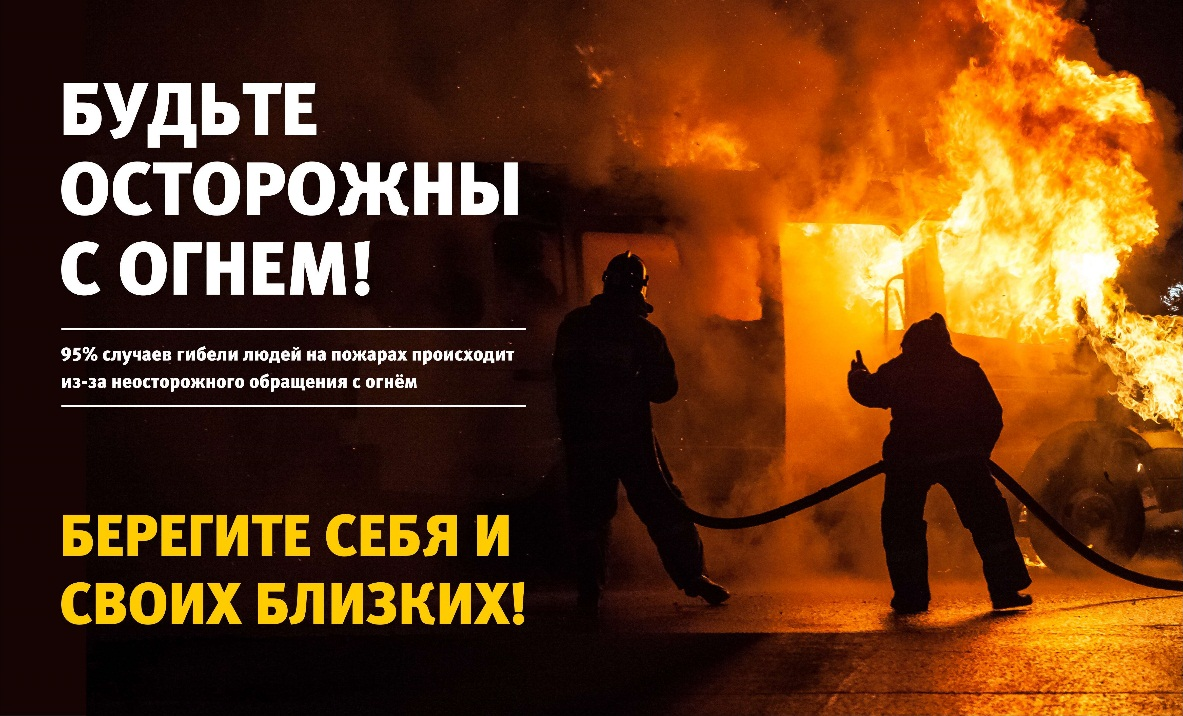 БУДЬТЕ
ОСТОРОЖНЫ
С ОГНЕМ!
95% случаев гибели людей на пожарах происходит
из-за неосторожного обращения с огнём
БЕРЕГИТЕ СЕБЯ И
СВОИХ БЛИЗКИХ!